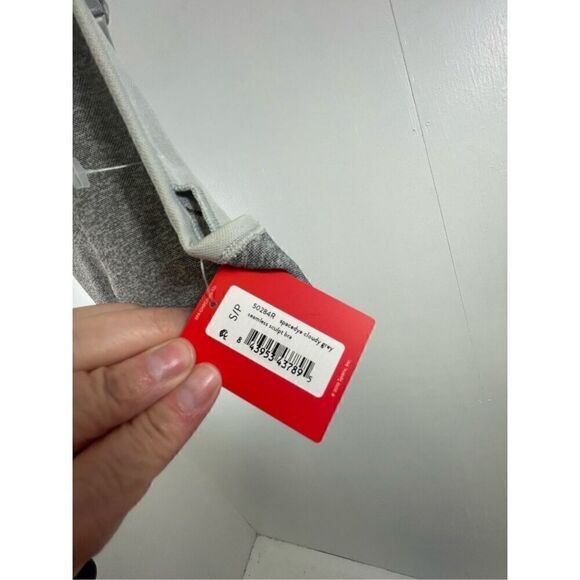 S/P
50284R spacedye cloudy grey
seamless sculpt bra
8 43953 43789 5